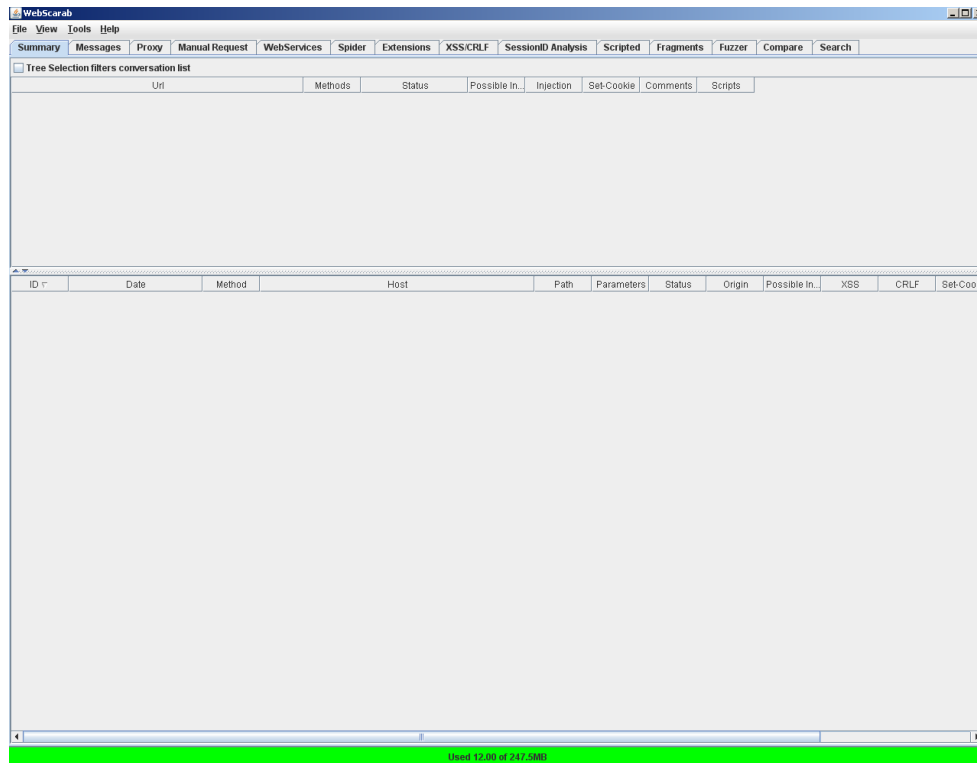 WebScarab
File View Tools Help
Summary Messages Proxy Manual Request WebServices Spider Extensions XSS/CRLF SessionID Analysis Scripted Fragments Fuzzer Compare Search
Tree Selection filters conversation list
Url Methods Status Possible In... Injection Set-Cookie Comments Scripts
ID Date Method Host Path Parameters Status Origin Possible In... XSS CRLF Set-Coo
Used 12.00 of 247.5MB